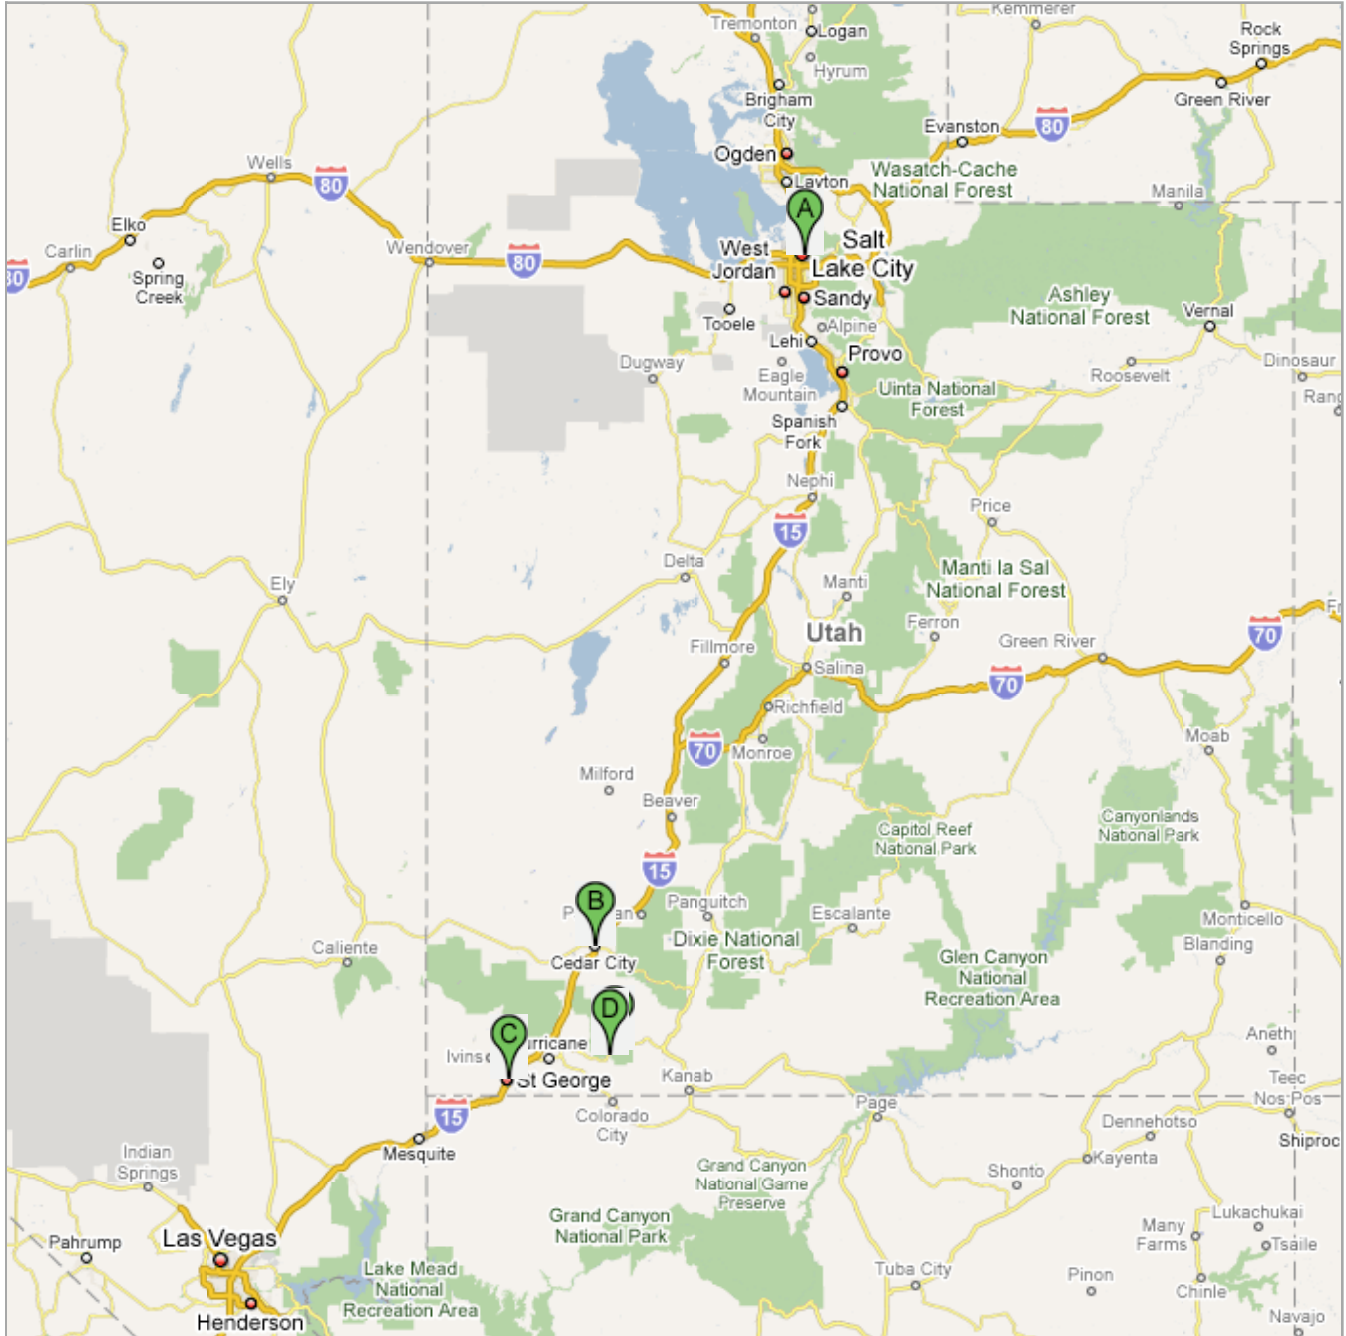 Kemmerer
Tremonton
Logan
Rock
Springs
Hyrum
Brigham
City
Green River
80
Evanston
Ogden
Wasatch-Cache
National Forest
Layton
Wells
80
Manila
A
Elko
Salt
Lake City
West
Jordan
Carlin
Wendover
80
80
Spring
Creek
Sandy
Ashley
National Forest
Vernal
Tooele
Alpine
Lehi
Provo
Dugway
Eagle
Mountain
Roosevelt
Dinosaur
Uinta National
Forest
Rang
Spanish
Fork
Nephi
15
Price
Delta
Ely
Manti
Manti la Sal
National Forest
Utah
Ferron
Green River
70
Fillmore
Salina
70
Richfield
70
Monroe
Moab
Milford
Beaver
Canyonlands
National Park
Capitol Reef
National Park
15
B
P
an
Panguitch
Escalante
Monticello
Caliente
Cedar City
Dixie National
Forest
Blanding
Glen Canyon
National
Recreation Area
D
C
Ivins
urricane
Aneth
St George
Kanab
Teec
Nos Pos
15
Colorado
City
Page
Dennehotso
Shiproc
Mesquite
Indian
Springs
Kayenta
Grand Canyon
National Game
Preserve
Shonto
Las Vegas
Grand Canyon
National Park
Lukachukai
Pahrump
Many
Farms
Tsaile
Lake Mead
National
Recreation Area
Tuba City
Pinon
Chinle
Henderson
Navajo